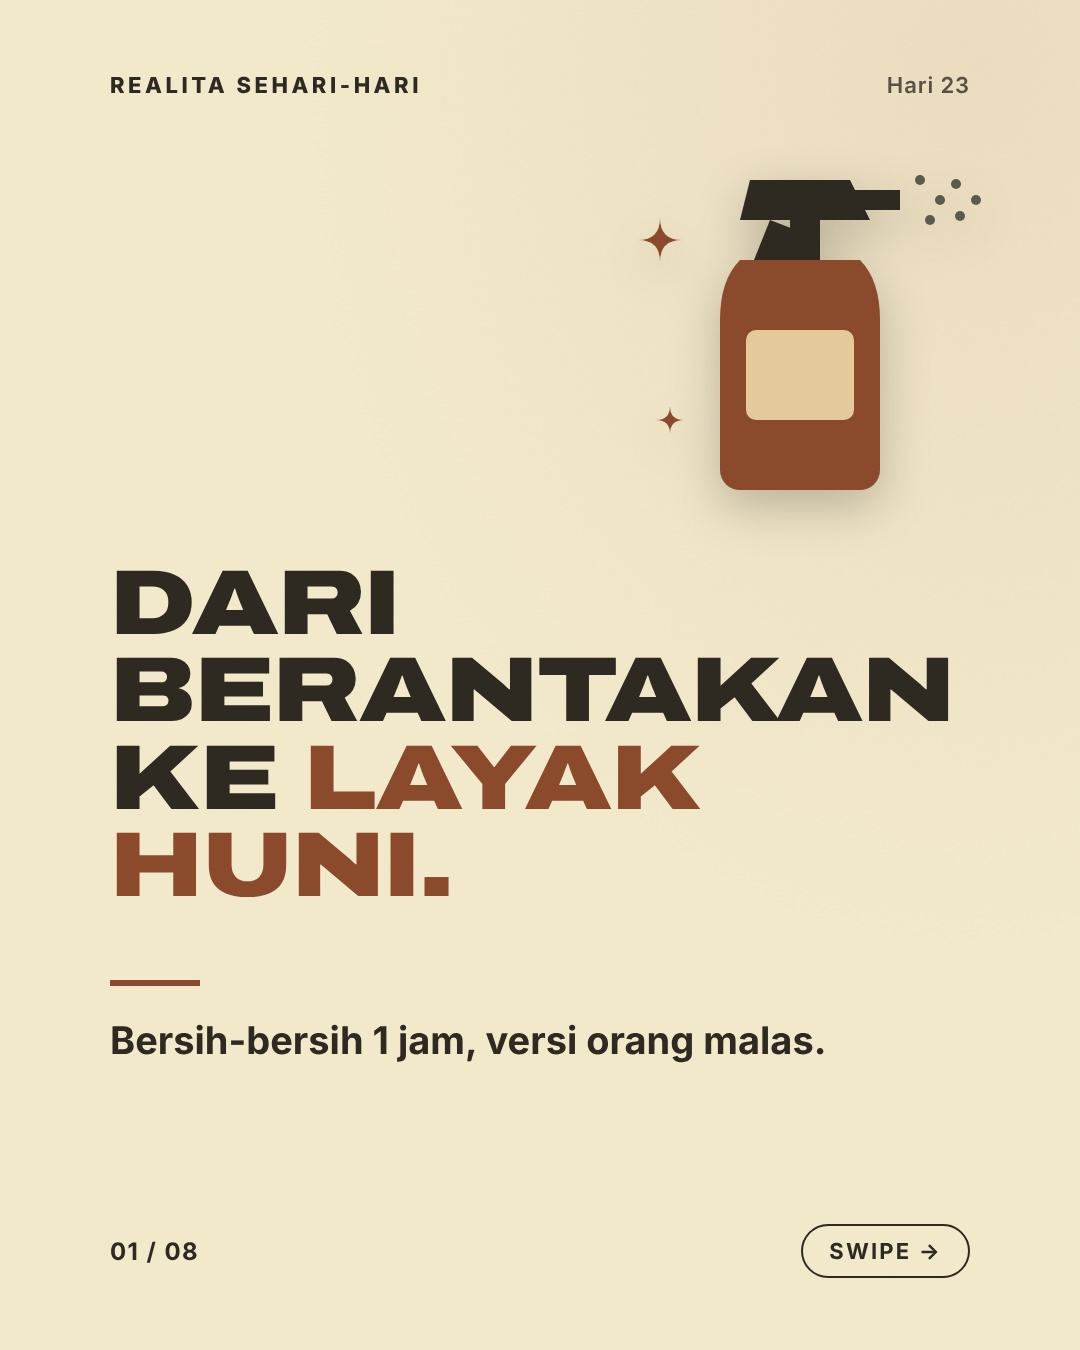 REALITA SEHARI-HARI
Hari 23
DARI
BERANTAKAN
KE LAYAK
HUNI.
Bersih-bersih 1 jam, versi orang malas.
01 / 08
SWIPE →